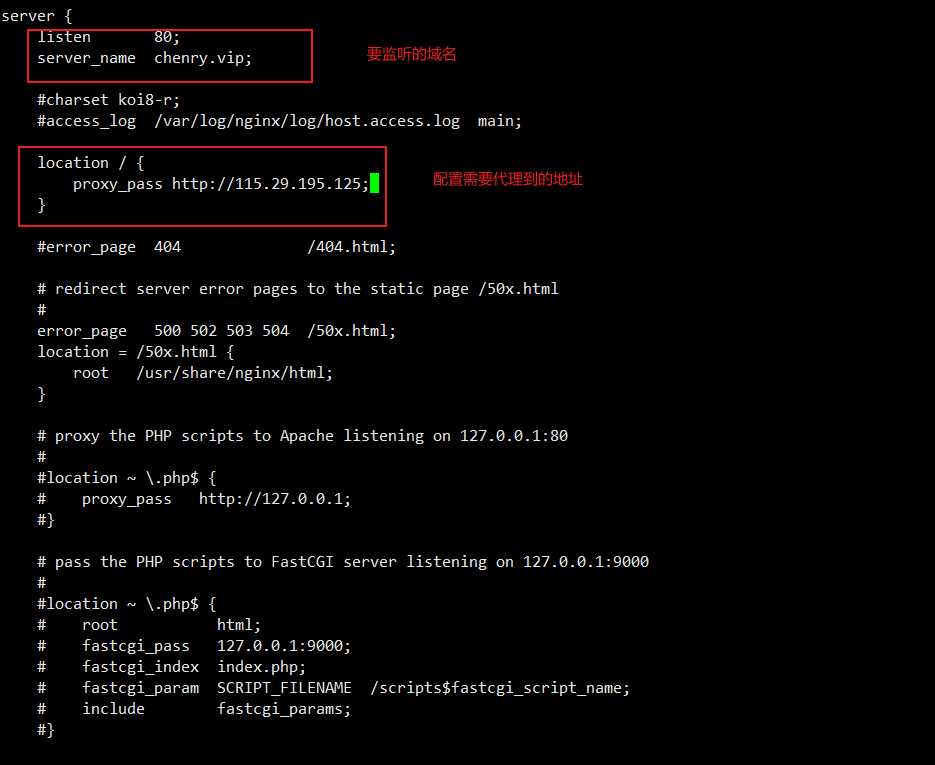 server {
    listen       80;
    server_name  chenry.vip;
要监听的域名
    #charset koi8-r;
    #access_log  /var/log/nginx/log/host.access.log  main;
    location / {
        proxy_pass http://115.29.195.125;
配置需要代理到的地址
    }
    #error_page  404              /404.html;
    # redirect server error pages to the static page /50x.html
    #
    error_page   500 502 503 504  /50x.html;
    location = /50x.html {
        root   /usr/share/nginx/html;
    }
    # proxy the PHP scripts to Apache listening on 127.0.0.1:80
    #
    #location ~ \.php$ {
    #    proxy_pass   http://127.0.0.1;
    #}
    # pass the PHP scripts to FastCGI server listening on 127.0.0.1:9000
    #
    #location ~ \.php$ {
    #    root           html;
    #    fastcgi_pass   127.0.0.1:9000;
    #    fastcgi_index  index.php;
    #    fastcgi_param  SCRIPT_FILENAME  /scripts$fastcgi_script_name;
    #    include        fastcgi_params;
    #}